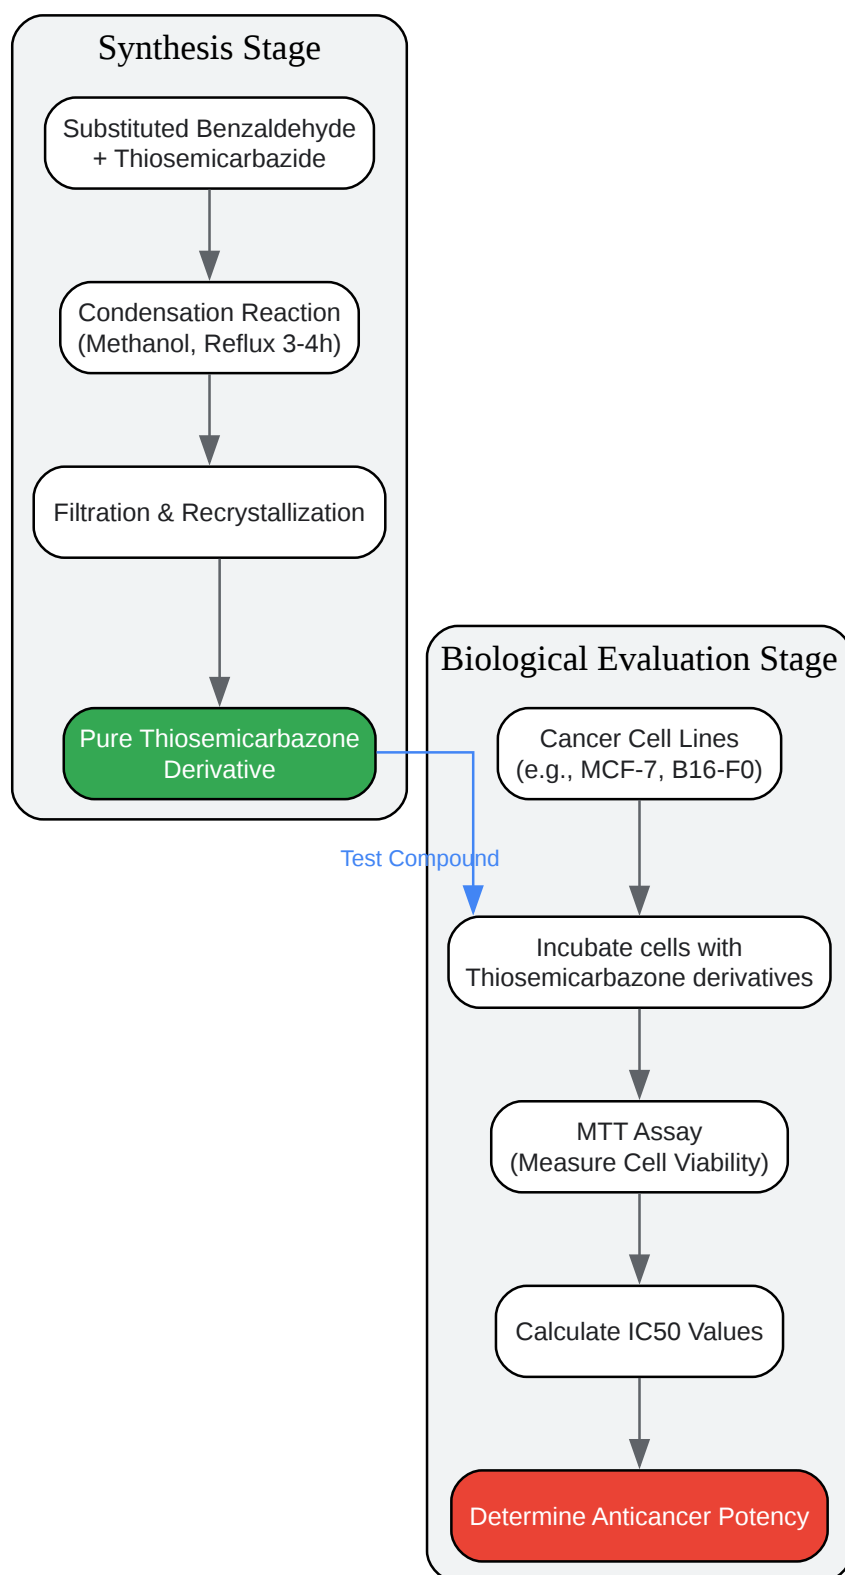 Synthesis Stage
Substituted Benzaldehyde
+ Thiosemicarbazide
Condensation Reaction
(Methanol, Reflux 3-4h)
Filtration & Recrystallization
Pure Thiosemicarbazone
Derivative
Test Compound
Biological Evaluation Stage
Cancer Cell Lines
(e.g., MCF-7, B16-F0)
Incubate cells with
Thiosemicarbazone derivatives
MTT Assay
(Measure Cell Viability)
Calculate IC50 Values
Determine Anticancer Potency